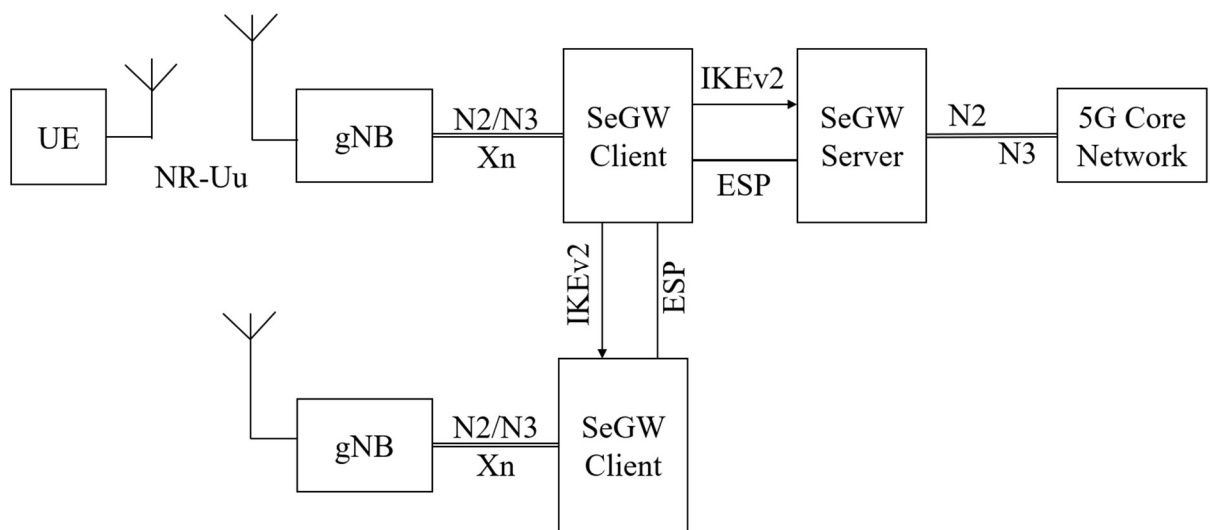 UE
NR-Uu
gNB
N2/N3
Xn
SeGW
Client
IKEv2
ESP
SeGW
Server
N2
N3
5G Core
Network
IKEv2
ESP
gNB
N2/N3
Xn
SeGW
Client